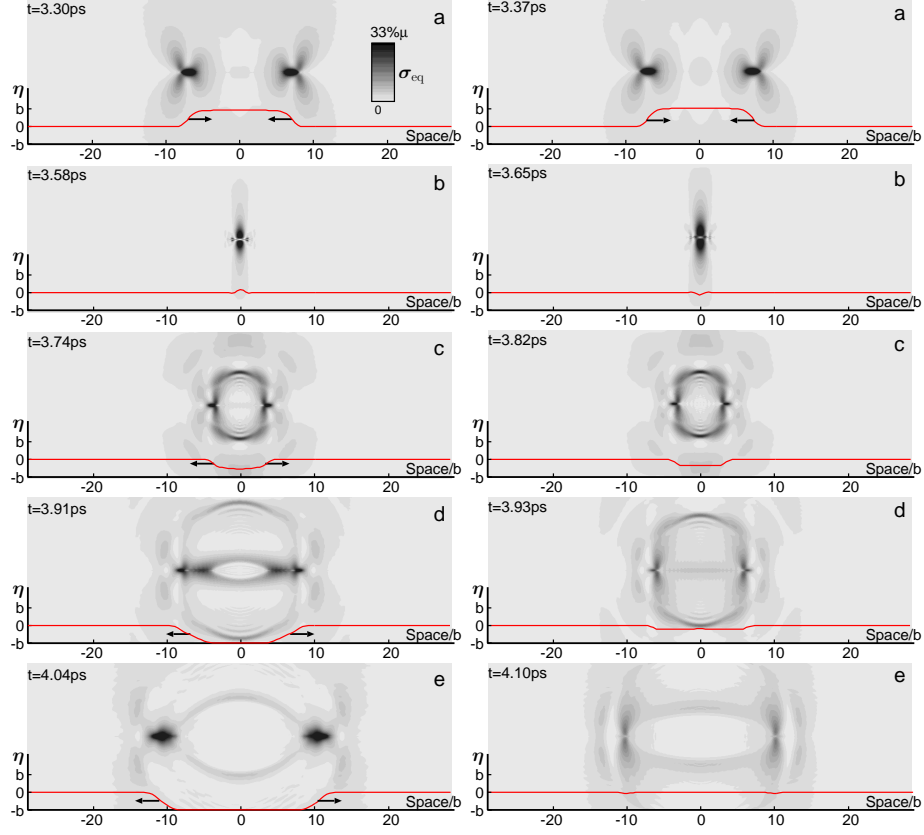 t=3.30ps
a
33%μ
σeq
0
η
b
0
-b
Space/b
-20
-10
0
10
20
t=3.58ps
b
η
b
0
-b
Space/b
-20
-10
0
10
20
t=3.74ps
c
η
b
0
-b
Space/b
-20
-10
0
10
20
t=3.91ps
d
η
b
0
-b
Space/b
-20
-10
0
10
20
t=4.04ps
e
η
b
0
-b
Space/b
-20
-10
0
10
20
t=3.37ps
a
η
b
0
-b
Space/b
-20
-10
0
10
20
t=3.65ps
b
η
b
0
-b
Space/b
-20
-10
0
10
20
t=3.82ps
c
η
b
0
-b
Space/b
-20
-10
0
10
20
t=3.93ps
d
η
b
0
-b
Space/b
-20
-10
0
10
20
t=4.10ps
e
η
b
0
-b
Space/b
-20
-10
0
10
20